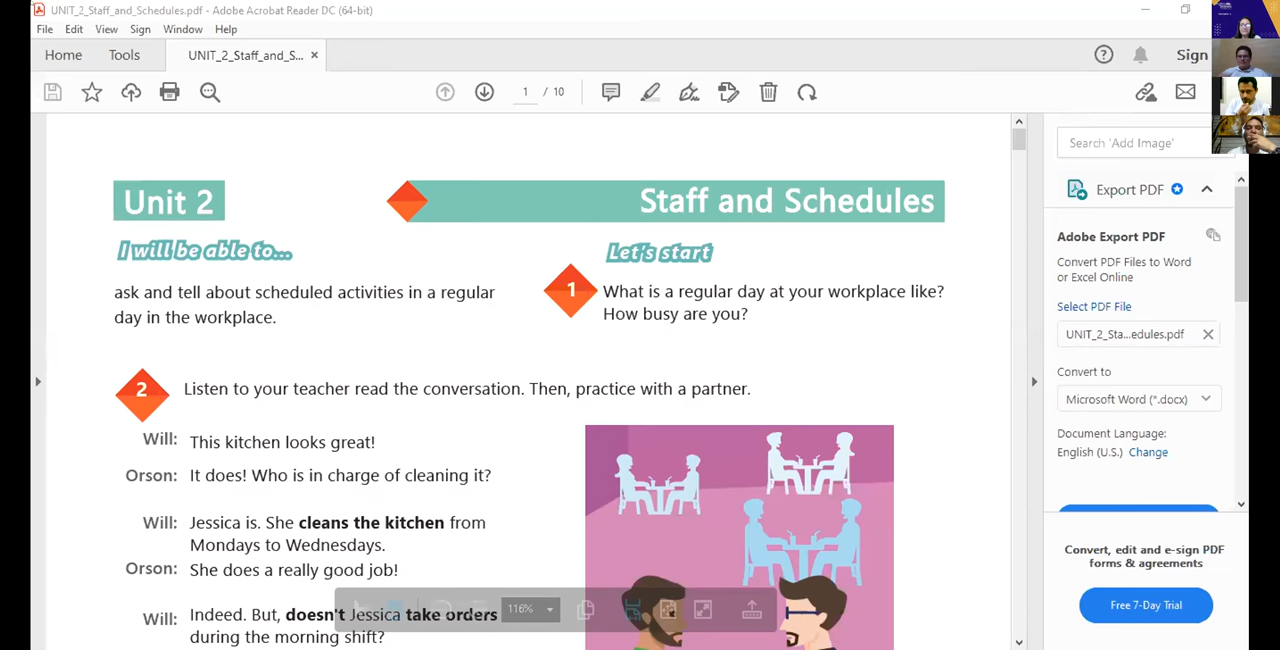 UNIT_2_Staff_and_Schedules.pdf - Adobe Acrobat Reader DC (64-bit)
File Edit View Sign Window Help
Home Tools UNIT_2_Staff_and_S... ×
Sign
1 / 10
Search 'Add Image'
Export PDF
Adobe Export PDF
Convert PDF Files to Word
or Excel Online
Select PDF File
UNIT_2_Sta...edules.pdf
Convert to
Microsoft Word (*.docx)
Document Language:
English (U.S.) Change
Convert, edit and e-sign PDF
forms & agreements
Free 7-Day Trial
Unit 2
Staff and Schedules
I will be able to...
ask and tell about scheduled activities in a regular
day in the workplace.
Let's start
1 What is a regular day at your workplace like?
How busy are you?
2 Listen to your teacher read the conversation. Then, practice with a partner.
Will: This kitchen looks great!
Orson: It does! Who is in charge of cleaning it?
Will: Jessica is. She cleans the kitchen from
Mondays to Wednesdays.
Orson: She does a really good job!
Will: Indeed. But, doesn't Jessica take orders
during the morning shift?
116%